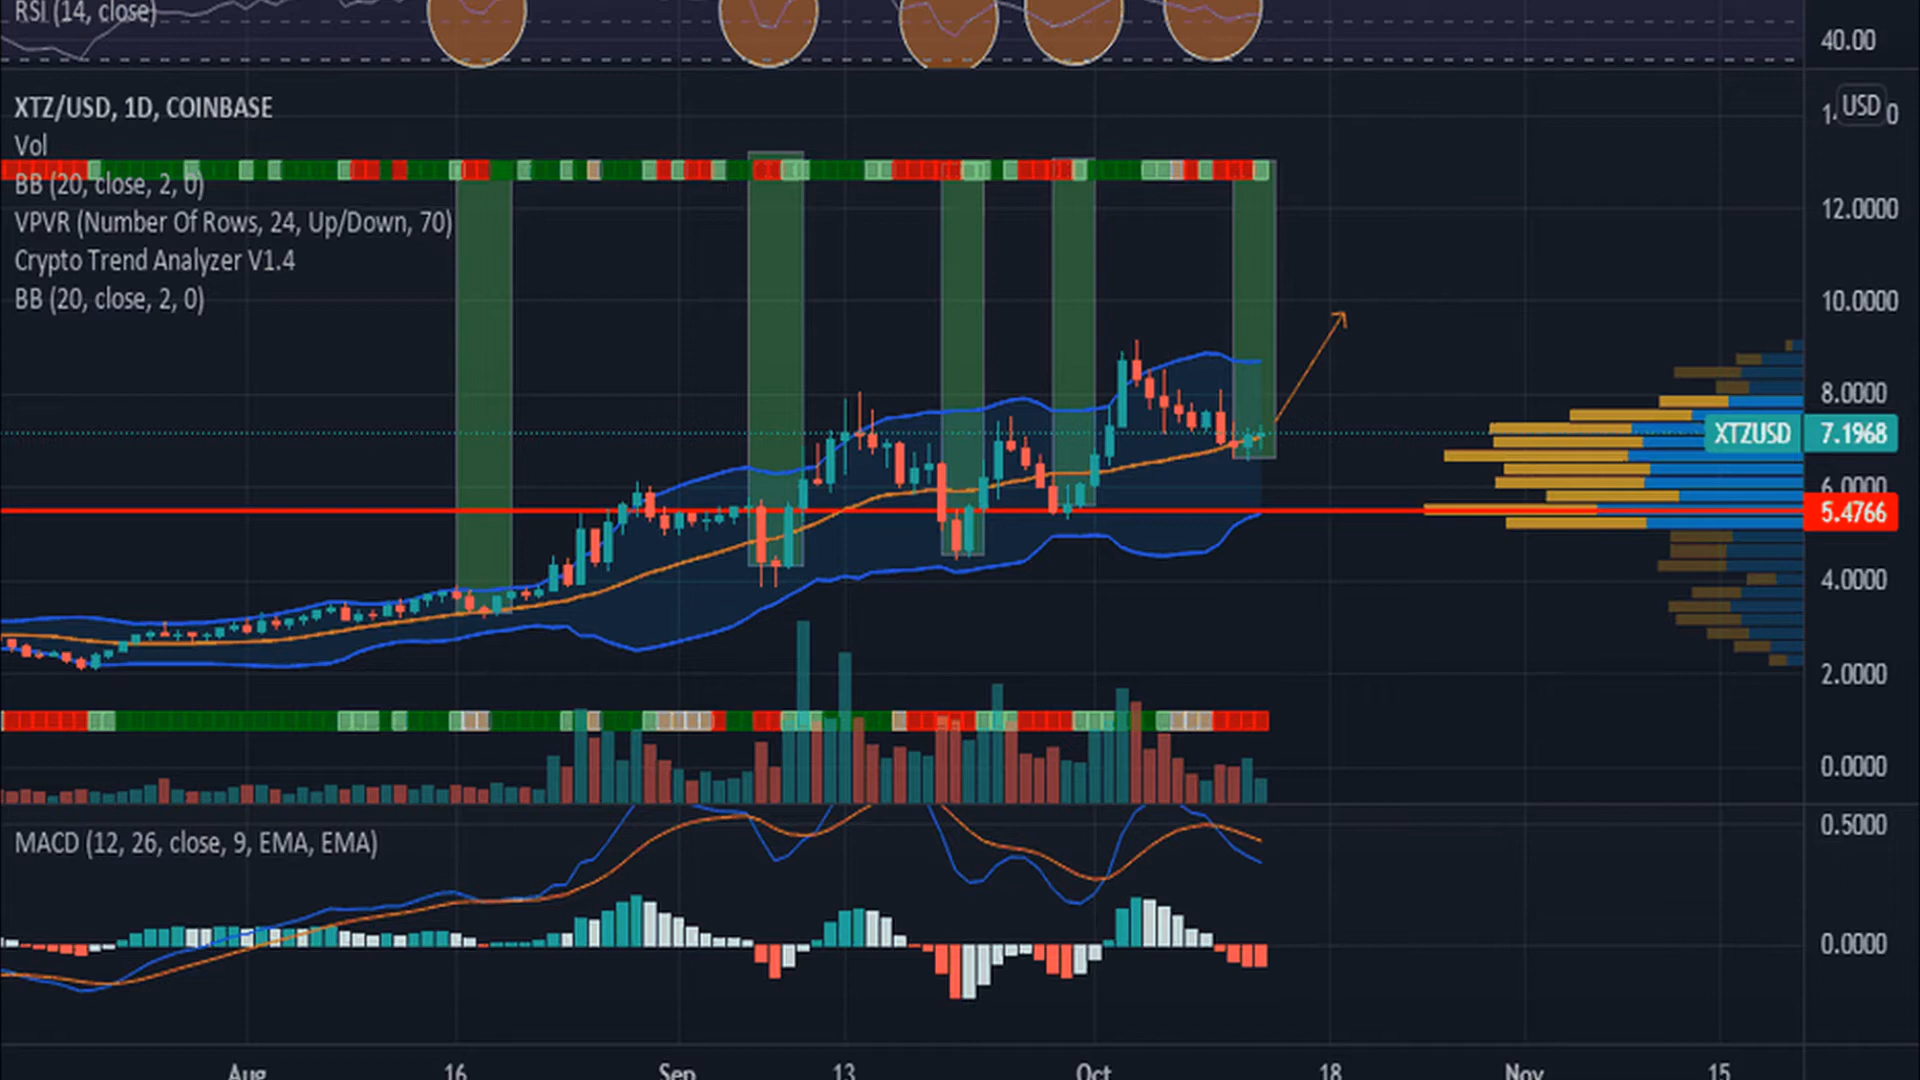 RSI (14, close)
40.00
XTZ/USD, 1D, COINBASE
USD
Vol
BB (20, close, 2, 0)
12.0000
VPVR (Number Of Rows, 24, Up/Down, 70)
Crypto Trend Analyzer V1.4
BB (20, close, 2, 0)
10.0000
8.0000
XTZUSD 7.1968
6.0000
5.4766
4.0000
2.0000
0.0000
0.5000
MACD (12, 26, close, 9, EMA, EMA)
0.0000
Aug 16 Sep 13 Oct 18 Nov 15